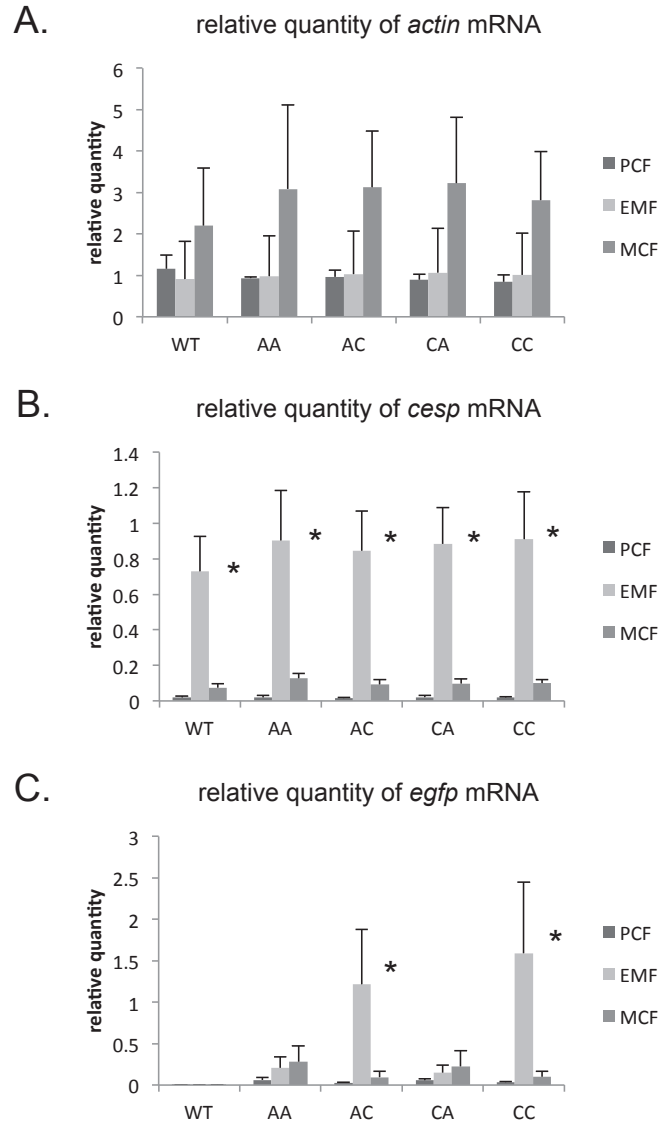 A.
relative quantity of actin mRNA
6
5
4
3
2
1
0
relative quantity
WT AA AC CA CC
PCF
EMF
MCF
B.
relative quantity of cesp mRNA
1.4
1.2
1
0.8
0.6
0.4
0.2
0
relative quantity
* * * * *
WT AA AC CA CC
PCF
EMF
MCF
C.
relative quantity of egfp mRNA
3
2.5
2
1.5
1
0.5
0
relative quantity
* *
WT AA AC CA CC
PCF
EMF
MCF